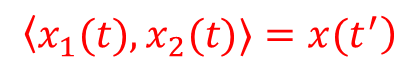 ⟨x₁(t), x₂(t)⟩ = x(t′)